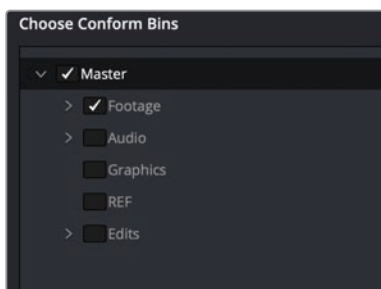 Choose Conform Bins
Master
Footage
Audio
Graphics
REF
Edits